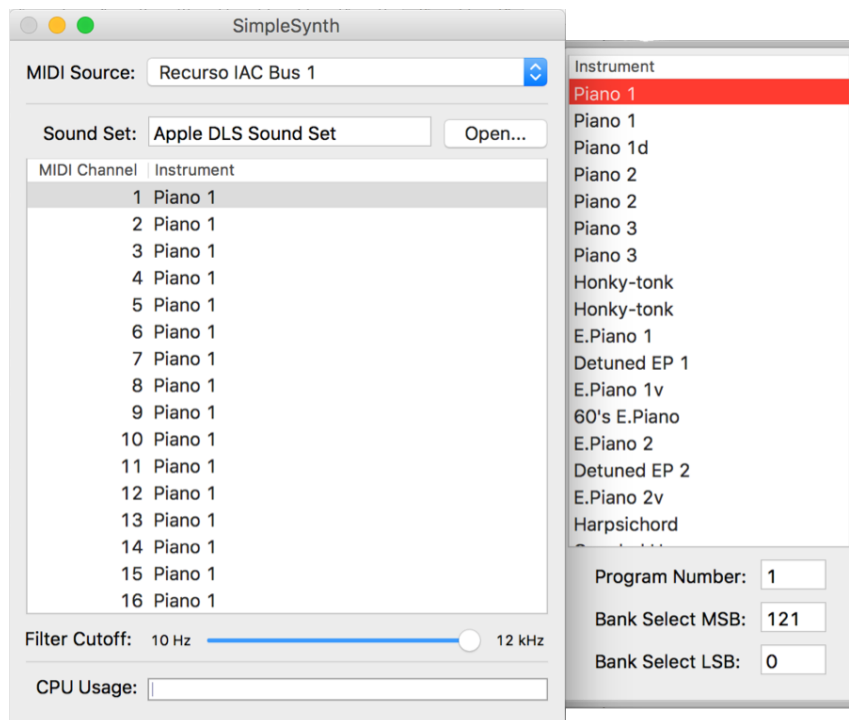 SimpleSynth
MIDI Source: Recurso IAC Bus 1
Sound Set: Apple DLS Sound Set Open...
MIDI Channel Instrument
1 Piano 1
2 Piano 1
3 Piano 1
4 Piano 1
5 Piano 1
6 Piano 1
7 Piano 1
8 Piano 1
9 Piano 1
10 Piano 1
11 Piano 1
12 Piano 1
13 Piano 1
14 Piano 1
15 Piano 1
16 Piano 1
Filter Cutoff: 10 Hz 12 kHz
CPU Usage:
Instrument
Piano 1
Piano 1
Piano 1d
Piano 2
Piano 2
Piano 3
Piano 3
Honky-tonk
Honky-tonk
E.Piano 1
Detuned EP 1
E.Piano 1v
60's E.Piano
E.Piano 2
Detuned EP 2
E.Piano 2v
Harpsichord
Program Number: 1
Bank Select MSB: 121
Bank Select LSB: 0